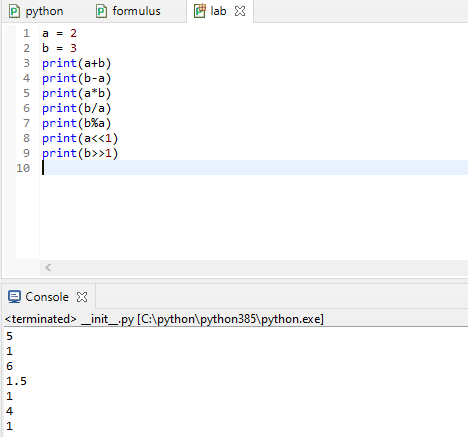 python formulus lab
1 a = 2
2 b = 3
3 print(a+b)
4 print(b-a)
5 print(a*b)
6 print(b/a)
7 print(b%a)
8 print(a<<1)
9 print(b>>1)
10
Console
<terminated> __init__.py [C:\python\python385\python.exe]
5
1
6
1.5
1
4
1